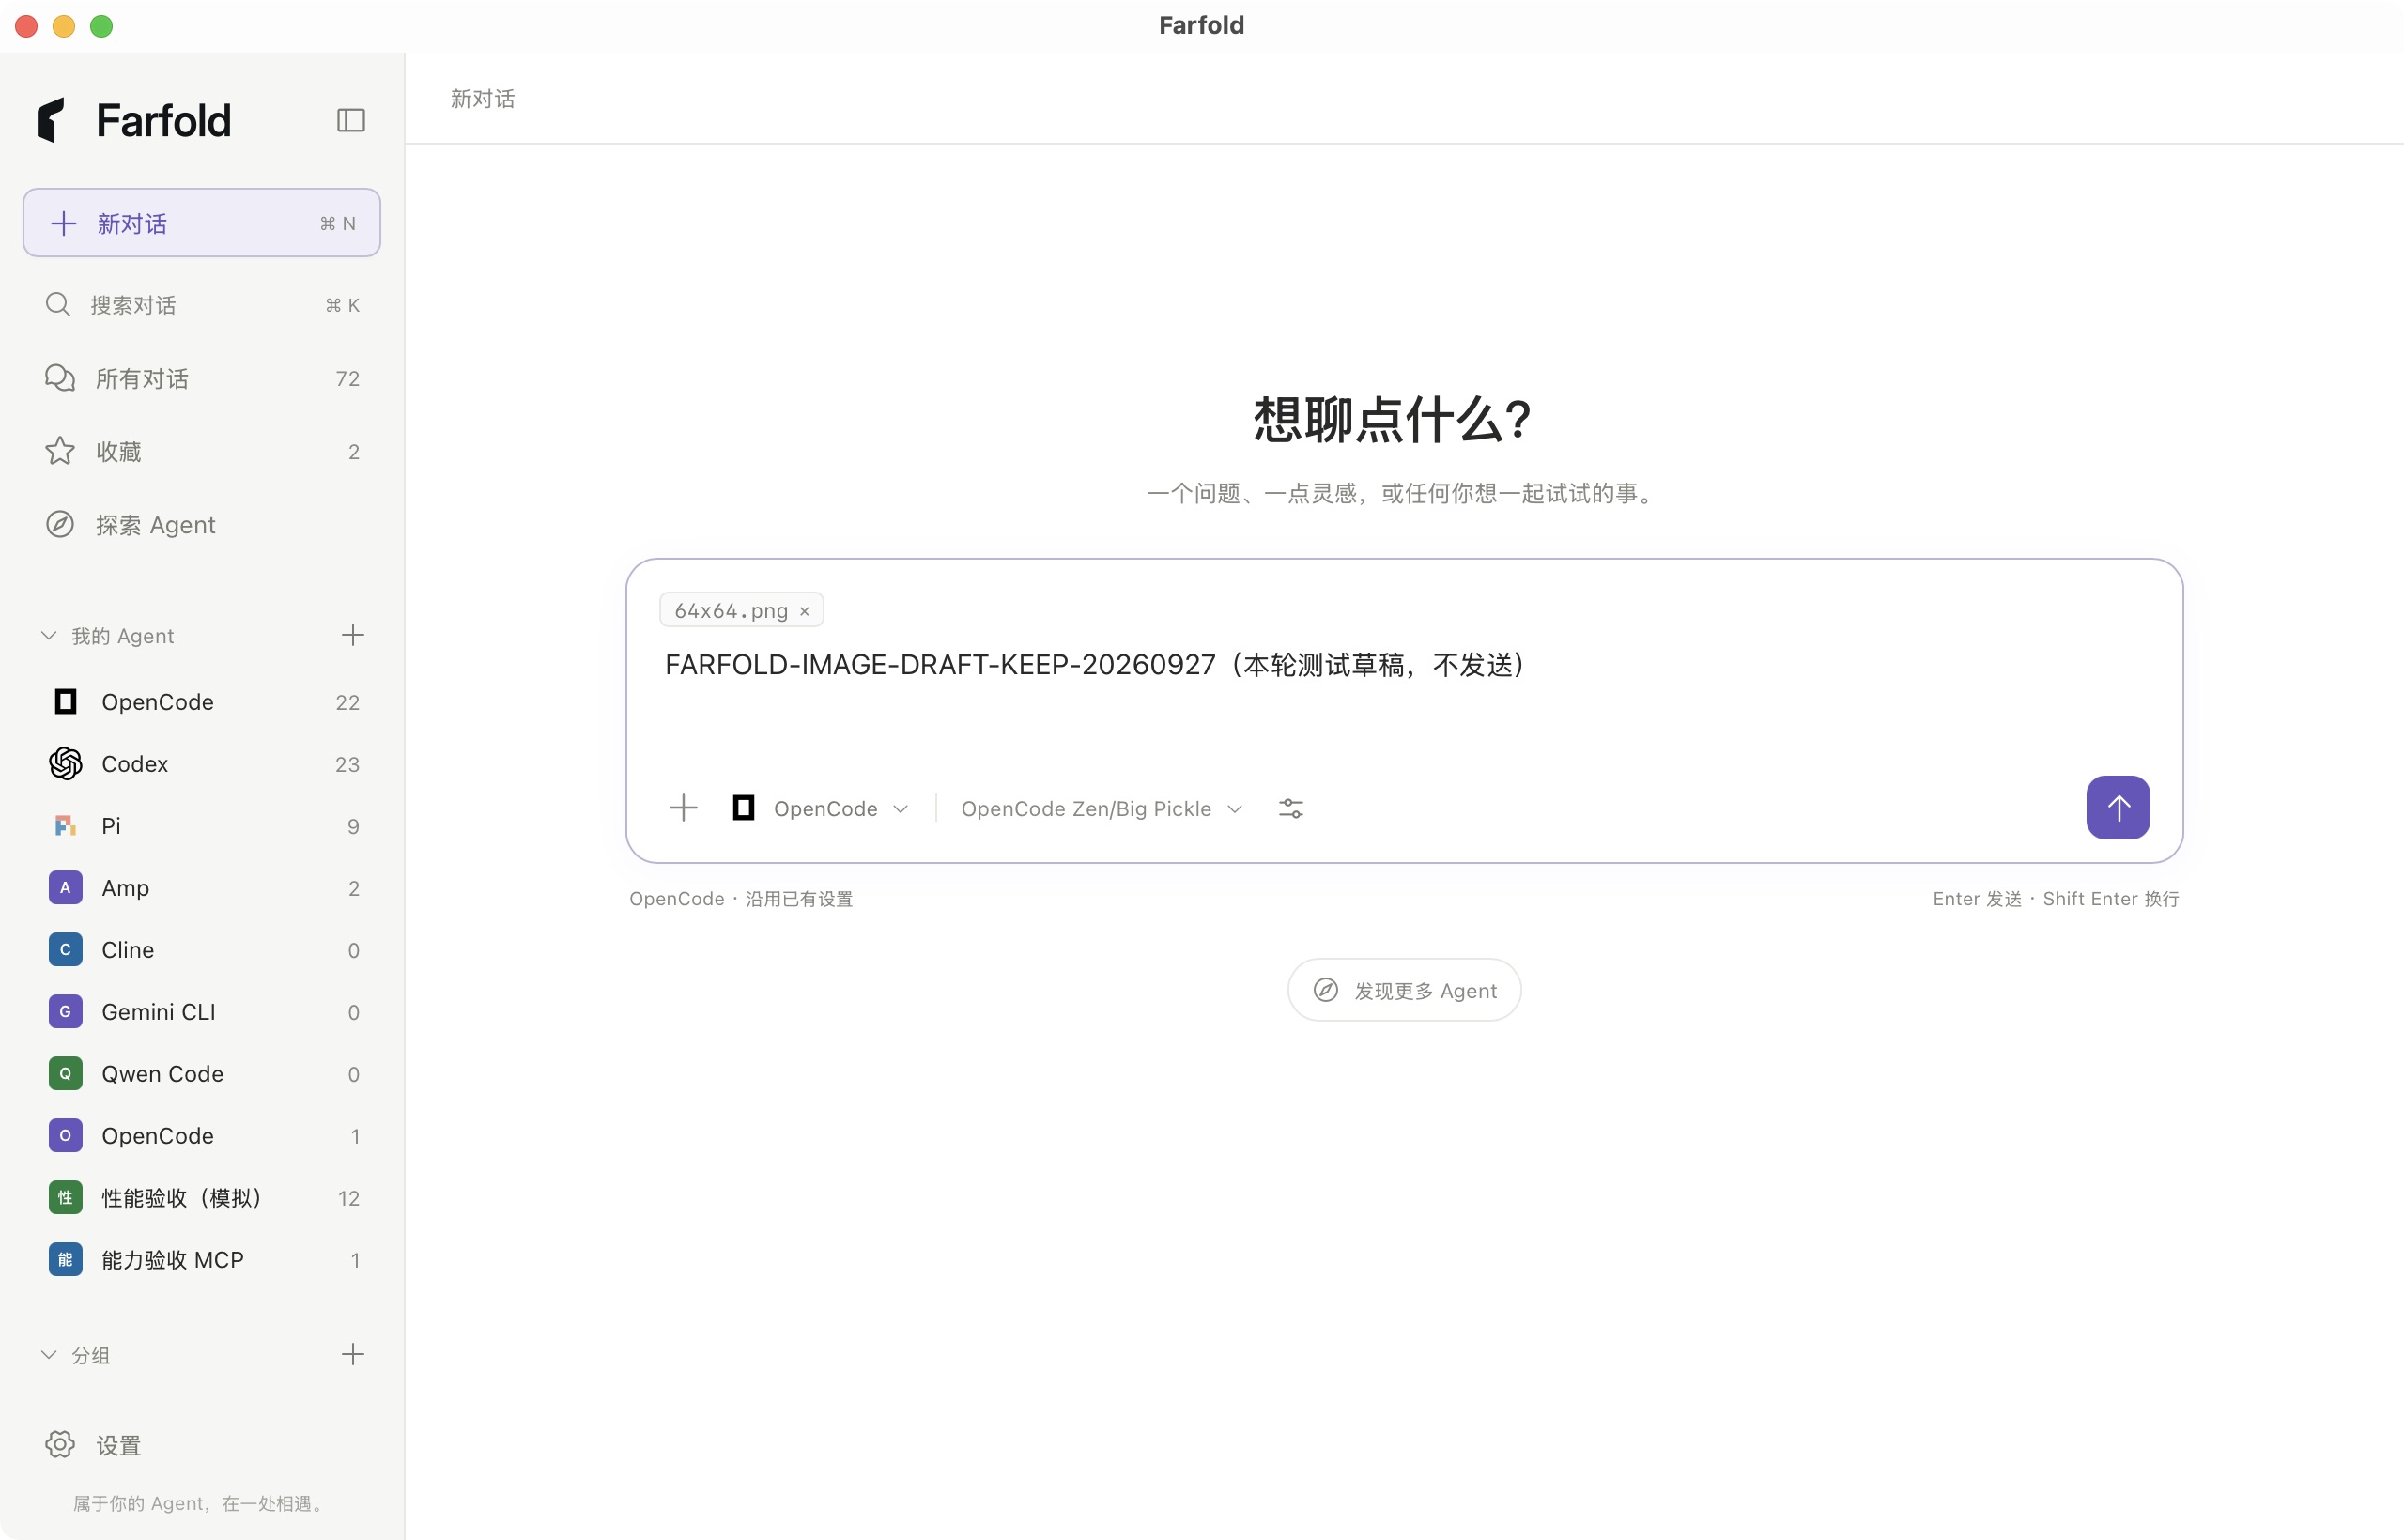 Farfold
Farfold
新对话 ⌘ N
搜索对话 ⌘ K
所有对话 72
收藏 2
探索 Agent
我的 Agent
OpenCode 22
Codex 23
Pi 9
A Amp 2
C Cline 0
G Gemini CLI 0
Q Qwen Code 0
O OpenCode 1
性 性能验收（模拟） 12
能 能力验收 MCP 1
分组
设置
属于你的 Agent，在一处相遇。
新对话
想聊点什么?
一个问题、一点灵感，或任何你想一起试试的事。
64x64.png ×
FARFOLD-IMAGE-DRAFT-KEEP-20260927（本轮测试草稿，不发送）
OpenCode OpenCode Zen/Big Pickle
OpenCode · 沿用已有设置 Enter 发送 · Shift Enter 换行
发现更多 Agent